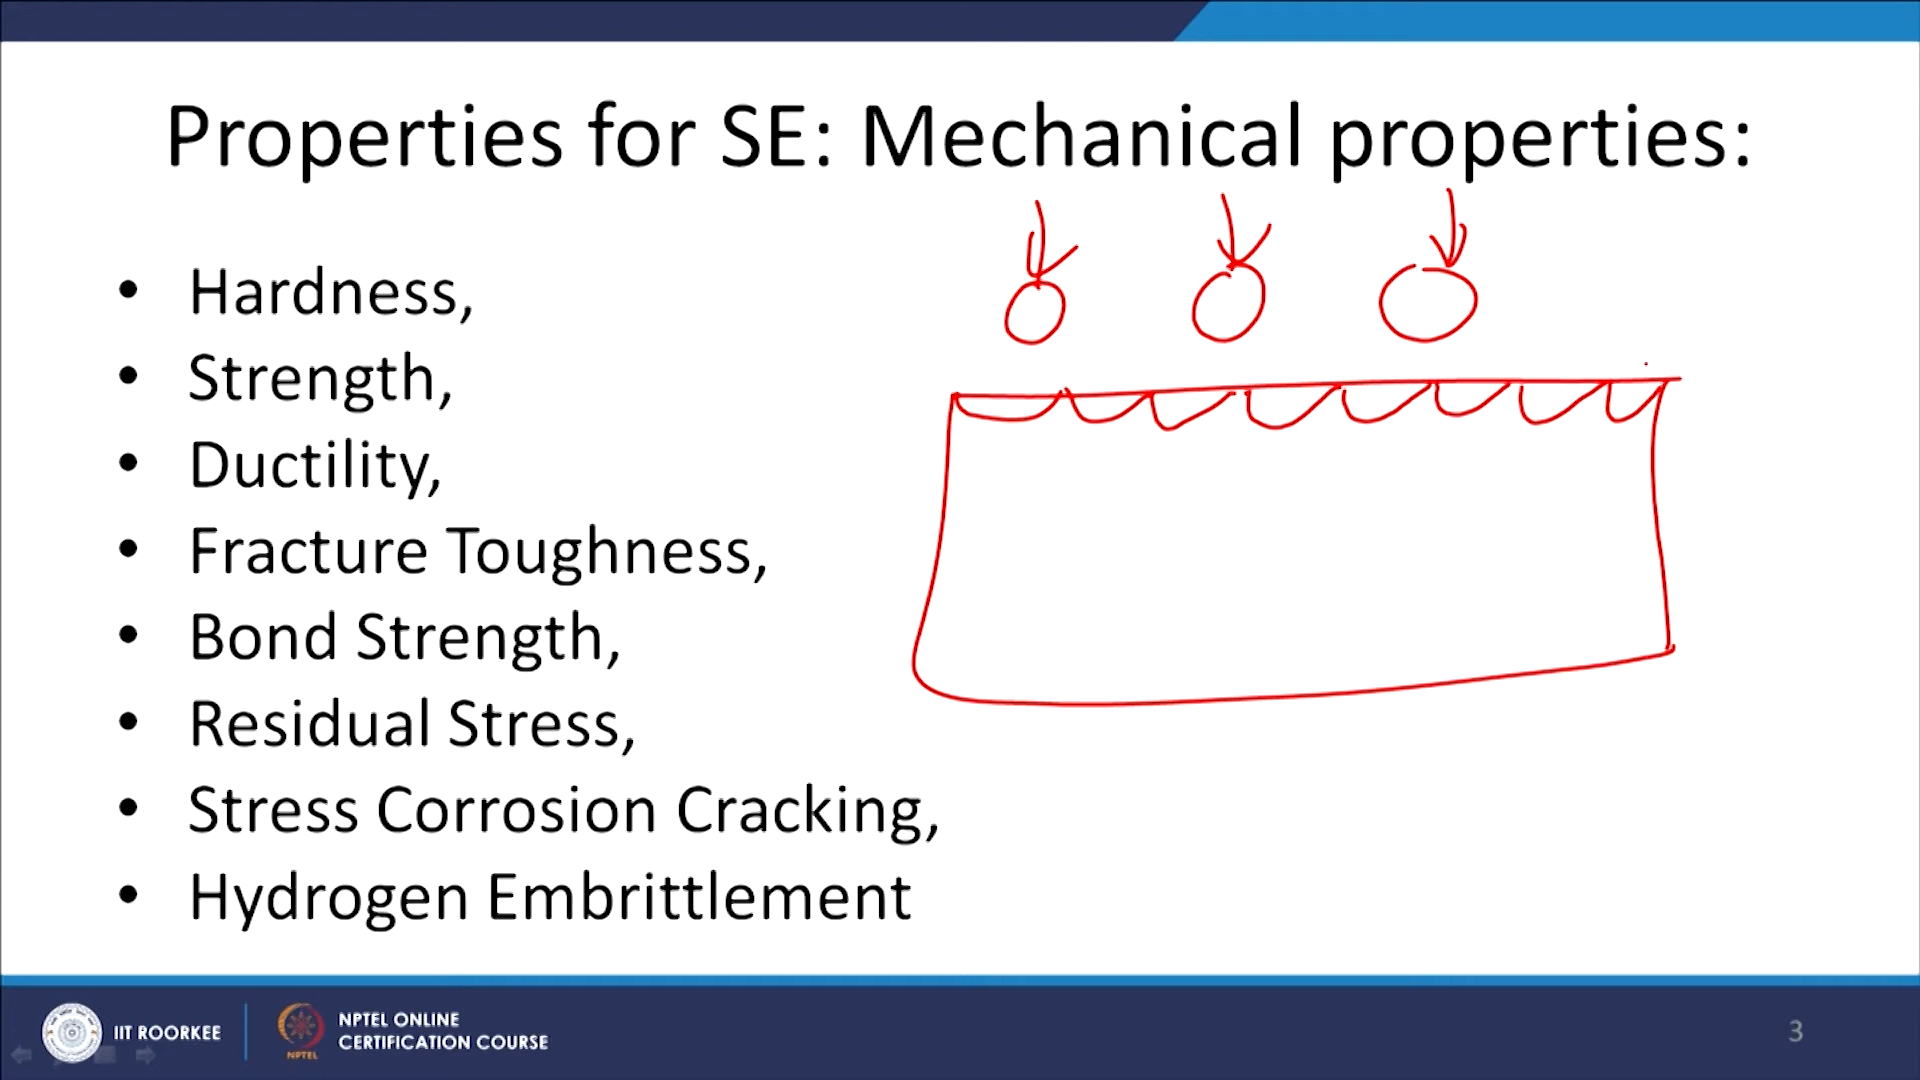 Properties for SE: Mechanical properties:
• Hardness,
• Strength,
• Ductility,
• Fracture Toughness,
• Bond Strength,
• Residual Stress,
• Stress Corrosion Cracking,
• Hydrogen Embrittlement
IIT ROORKEE
NPTEL
NPTEL ONLINE
CERTIFICATION COURSE
3